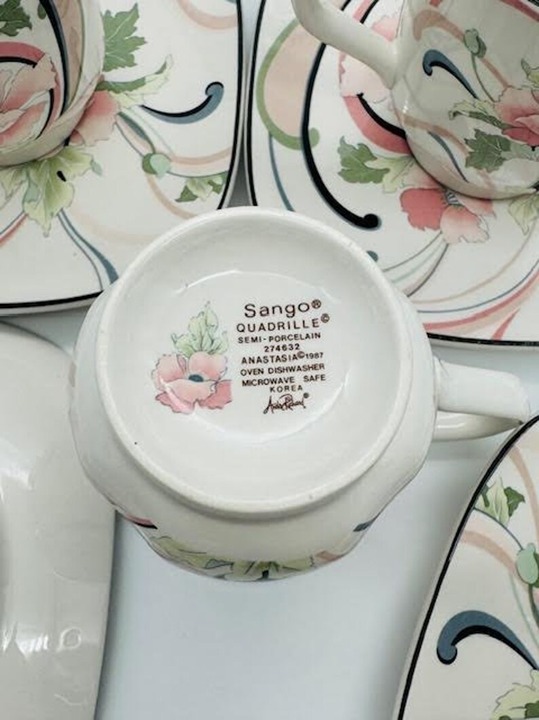 Sango®
QUADRILLE©
SEMI-PORCELAIN
274632
ANASTASIA©1987
OVEN DISHWASHER
MICROWAVE SAFE
KOREA